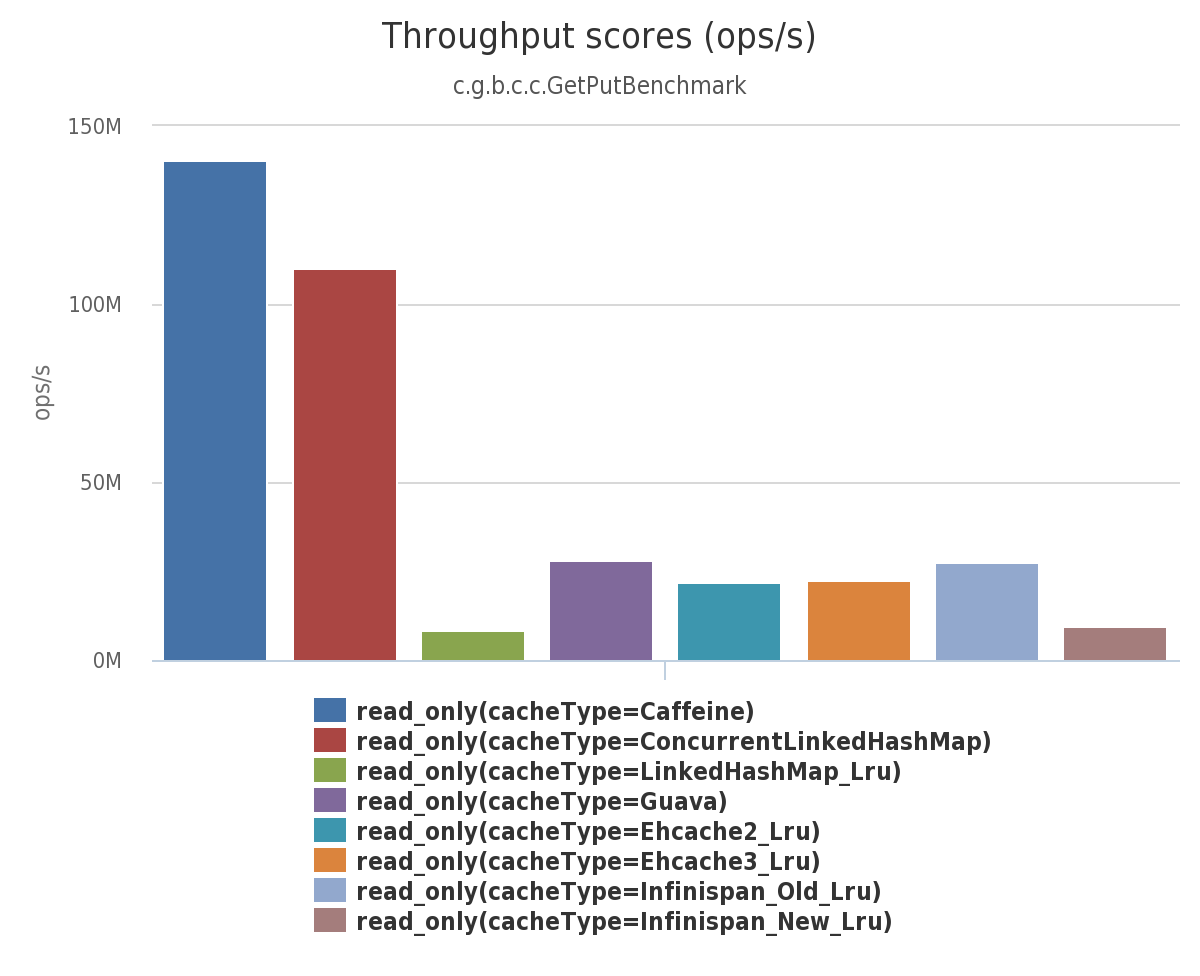 Throughput scores (ops/s)
c.g.b.c.c.GetPutBenchmark
150M
100M
50M
0M
ops/s
read_only(cacheType=Caffeine)
read_only(cacheType=ConcurrentLinkedHashMap)
read_only(cacheType=LinkedHashMap_Lru)
read_only(cacheType=Guava)
read_only(cacheType=Ehcache2_Lru)
read_only(cacheType=Ehcache3_Lru)
read_only(cacheType=Infinispan_Old_Lru)
read_only(cacheType=Infinispan_New_Lru)